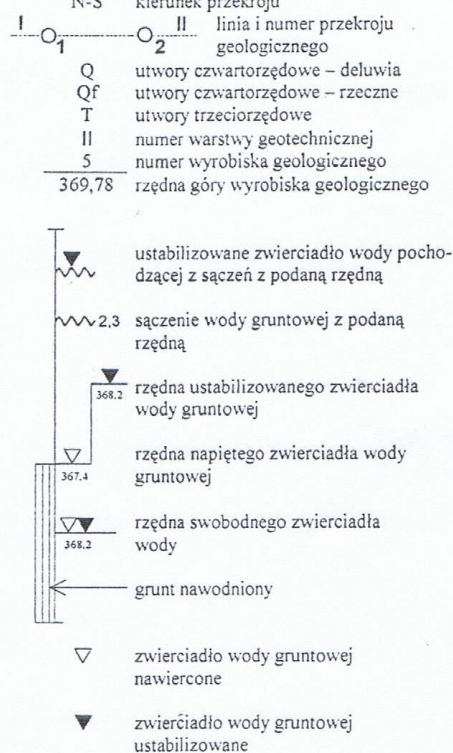 N-S kierunek przekroju
I 1 2 II linia i numer przekroju
geologicznego
Q utwory czwartorzędowe – deluwia
Qf utwory czwartorzędowe – rzeczne
T utwory trzeciorzędowe
II numer warstwy geotechnicznej
5 numer wyrobiska geologicznego
369,78 rzędna góry wyrobiska geologicznego
ustabilizowane zwierciadło wody pocho-
dzącej z sączeń z podaną rzędną
2,3 sączenie wody gruntowej z podaną
rzędną
368.2 rzędna ustabilizowanego zwierciadła
wody gruntowej
367.4 rzędna napiętego zwierciadła wody
gruntowej
368.2 rzędna swobodnego zwierciadła
wody
grunt nawodniony
zwierciadło wody gruntowej
nawiercone
zwierciadło wody gruntowej
ustabilizowane